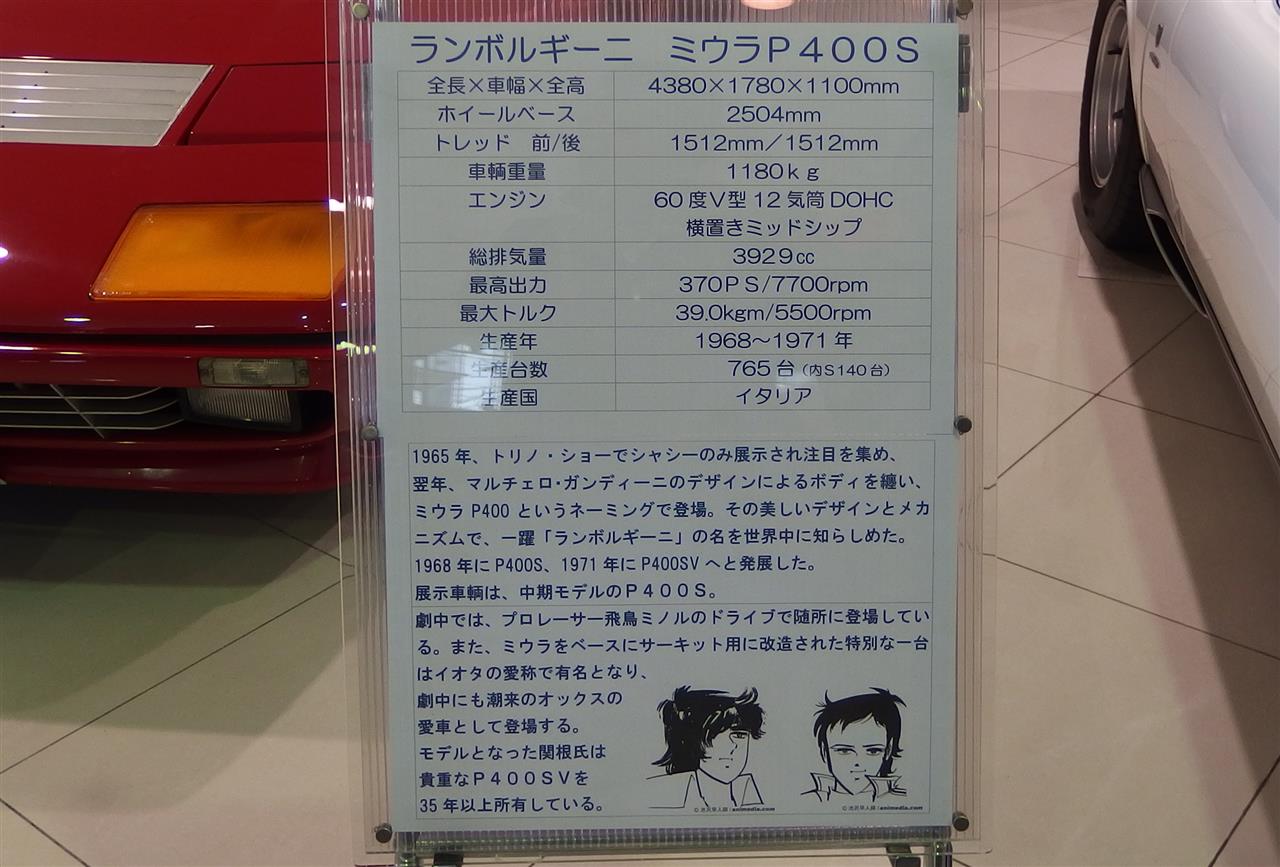 ランボルギーニ　ミウラＰ４００Ｓ
全長×車幅×全高 4380×1780×1100mm
ホイールベース 2504mm
トレッド　前/後 1512mm／1512mm
車輌重量 1180ｋｇ
エンジン 60度Ｖ型12気筒DOHC
横置きミッドシップ
総排気量 3929㏄
最高出力 370ＰＳ/7700rpm
最大トルク 39.0kgm/5500rpm
生産年 1968～1971年
生産台数 765台（内Ｓ140台）
生産国 イタリア
1965年、トリノ・ショーでシャシーのみ展示され注目を集め、
翌年、マルチェロ・ガンディーニのデザインによるボディを纏い、
ミウラP400というネーミングで登場。その美しいデザインとメカ
ニズムで、一躍「ランボルギーニ」の名を世界中に知らしめた。
1968年にP400S、1971年にP400SVへと発展した。
展示車輌は、中期モデルのＰ４００Ｓ。
劇中では、プロレーサー飛鳥ミノルのドライブで随所に登場してい
る。また、ミウラをベースにサーキット用に改造された特別な一台
はイオタの愛称で有名となり、
劇中にも潮来のオックスの
愛車として登場する。
モデルとなった関根氏は
貴重なＰ４００ＳＶを
35年以上所有している。
© 池沢早人師/animedia.com
© 池沢早人師/animedia.com